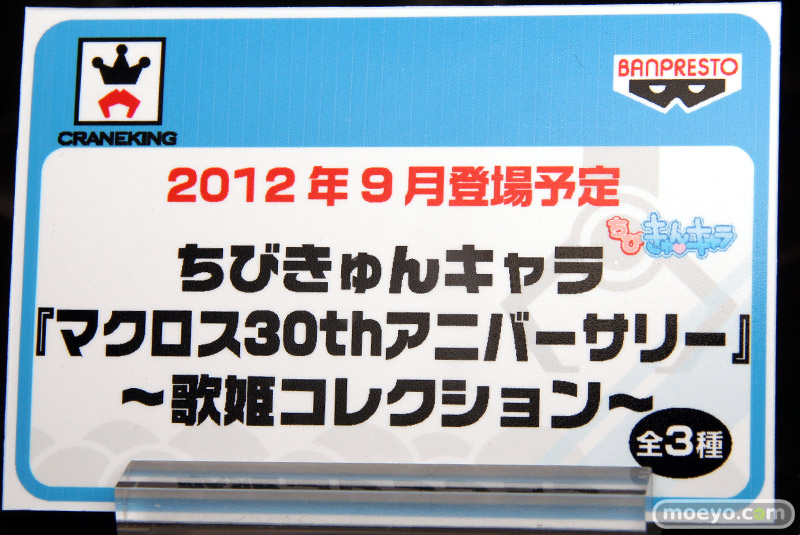 CRANEKING
BANPRESTO
2012年9月登場予定
ちびきゅんキャラ
ちびきゅんキャラ
『マクロス30thアニバーサリー』
～歌姫コレクション～
全3種
moeyo.com